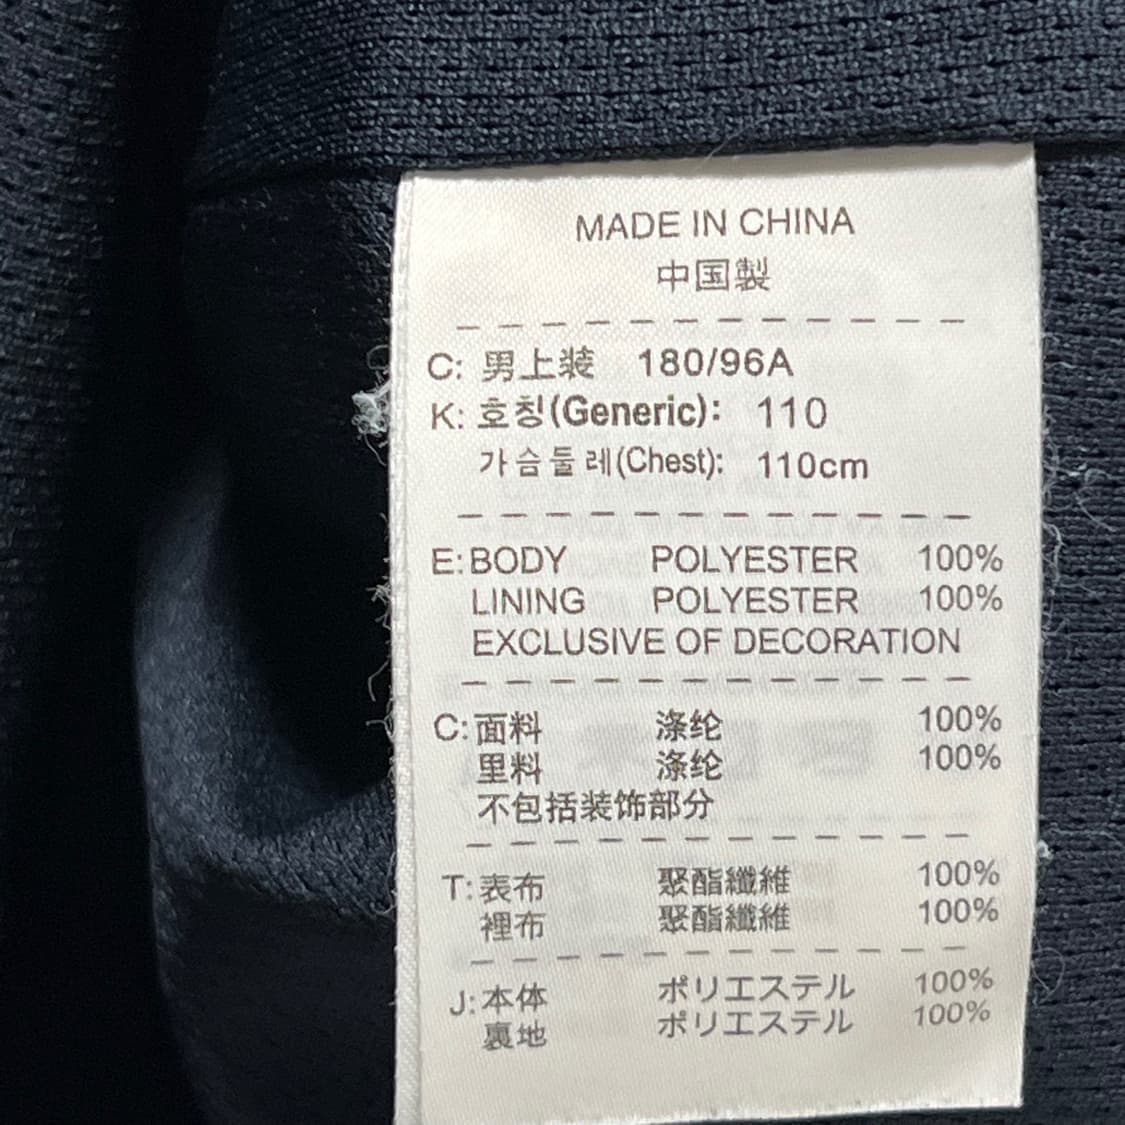 MADE IN CHINA
中国製
C: 男上装 180/96A
K: 호칭(Generic): 110
가슴둘레(Chest): 110cm
E: BODY POLYESTER 100%
LINING POLYESTER 100%
EXCLUSIVE OF DECORATION
C: 面料 涤纶 100%
里料 涤纶 100%
不包括装饰部分
T: 表布 聚酯纖維 100%
裡布 聚酯纖維 100%
J: 本体 ポリエステル 100%
裏地 ポリエステル 100%